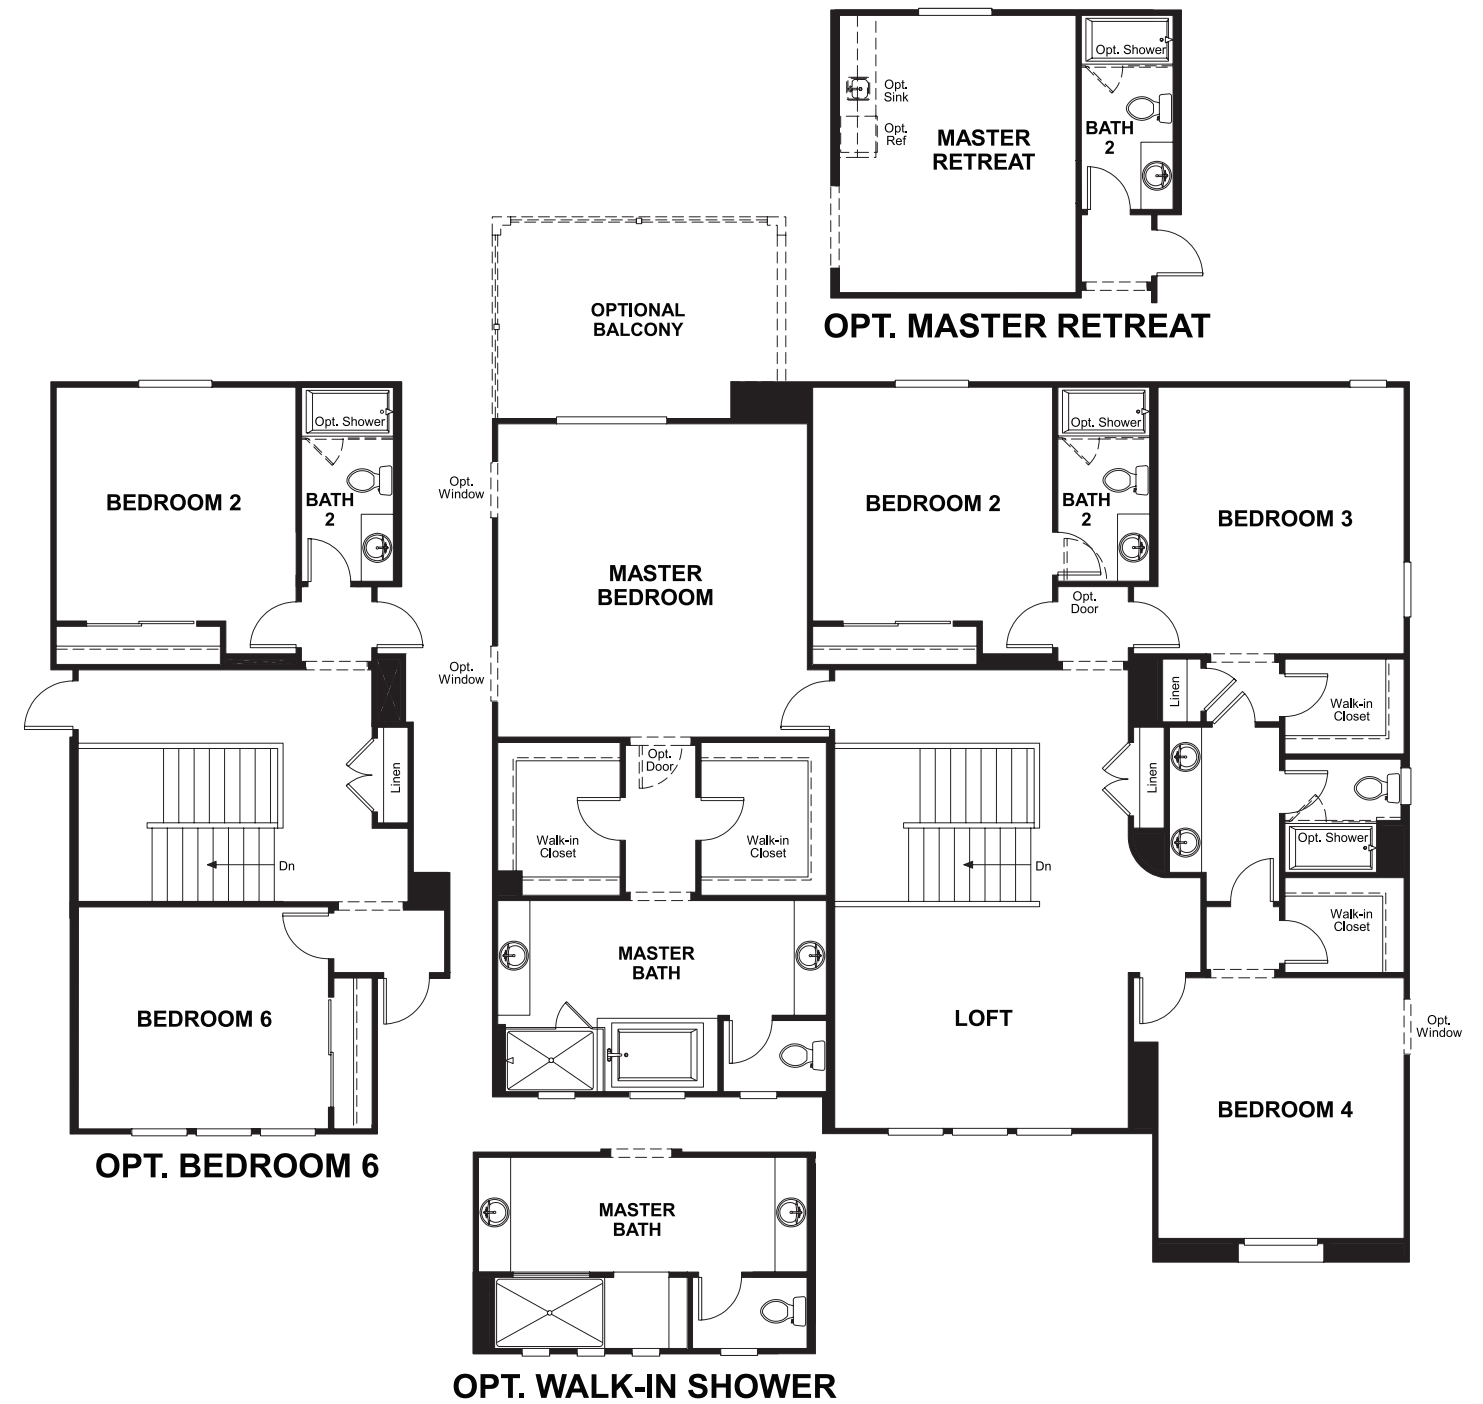 Opt. Shower
Opt.
Sink
Opt.
Ref
MASTER
RETREAT
BATH
2
OPT. MASTER RETREAT
OPTIONAL
BALCONY
Opt. Shower
BEDROOM 2
BATH
2
Linen
Dn
BEDROOM 6
OPT. BEDROOM 6
Opt.
Window
MASTER
BEDROOM
Opt.
Window
Opt.
Door
Walk-in
Closet
Walk-in
Closet
MASTER
BATH
Opt. Shower
BEDROOM 2
BATH
2
Opt.
Door
BEDROOM 3
Linen
Walk-in
Closet
Linen
Opt. Shower
Dn
Walk-in
Closet
LOFT
Opt.
Window
BEDROOM 4
MASTER
BATH
OPT. WALK-IN SHOWER